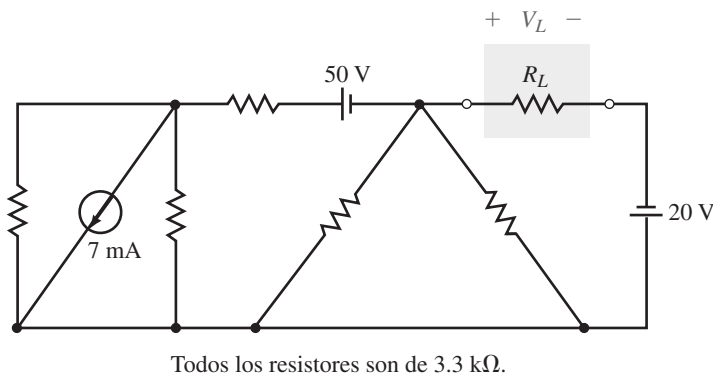 + V_L −
50 V
R_L
20 V
7 mA
Todos los resistores son de 3.3 kΩ.